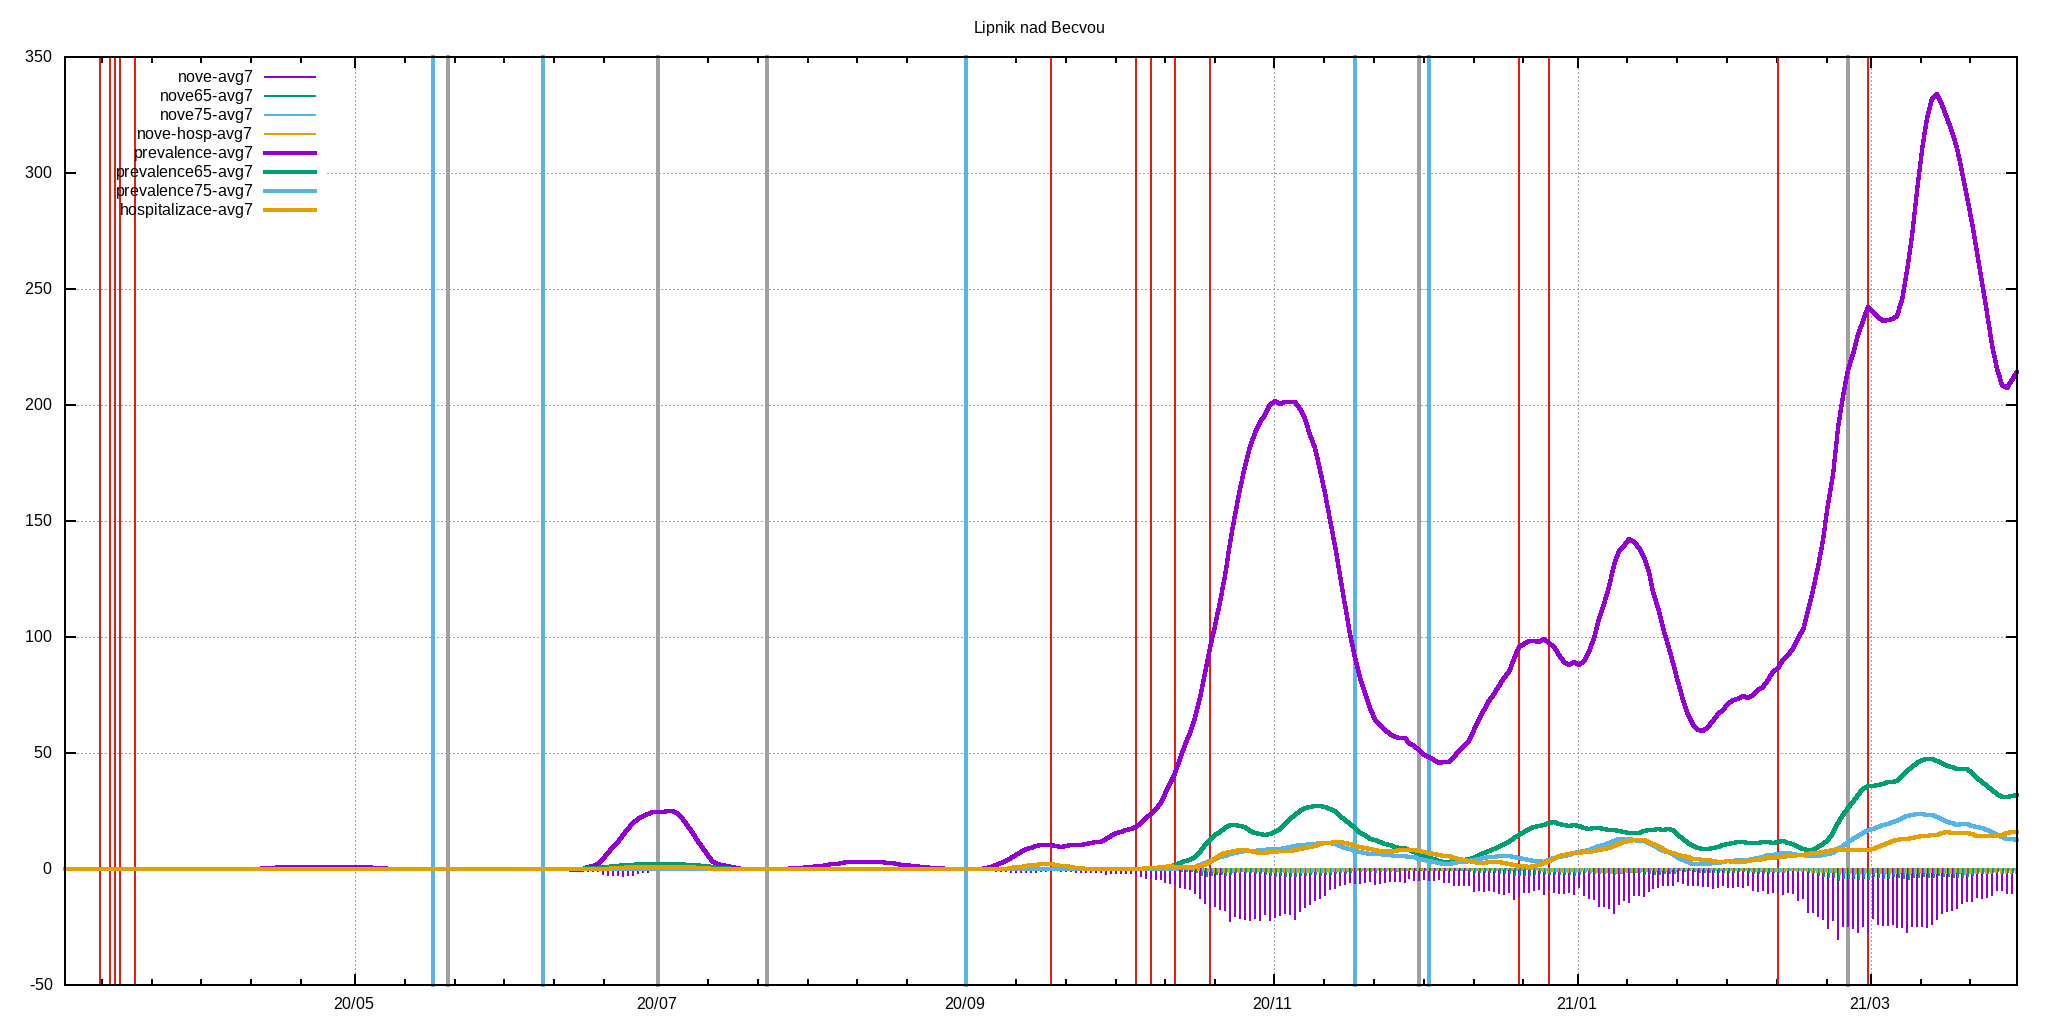 Lipnik nad Becvou
350
300
250
200
150
100
50
0
-50
nove-avg7
nove65-avg7
nove75-avg7
nove-hosp-avg7
prevalence-avg7
prevalence65-avg7
prevalence75-avg7
hospitalizace-avg7
20/05
20/07
20/09
20/11
21/01
21/03